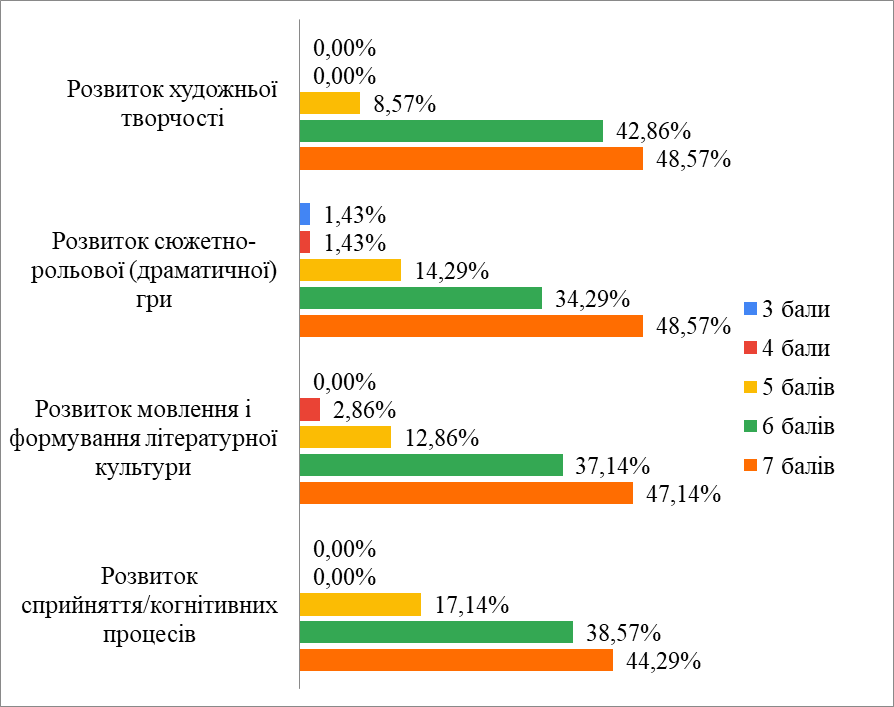 Розвиток художньої
творчості
0,00%
0,00%
8,57%
42,86%
48,57%
Розвиток сюжетно-
рольової (драматичної)
гри
1,43%
1,43%
14,29%
34,29%
48,57%
Розвиток мовлення і
формування літературної
культури
0,00%
2,86%
12,86%
37,14%
47,14%
Розвиток
сприйняття/когнітивних
процесів
0,00%
0,00%
17,14%
38,57%
44,29%
3 бали
4 бали
5 балів
6 балів
7 балів